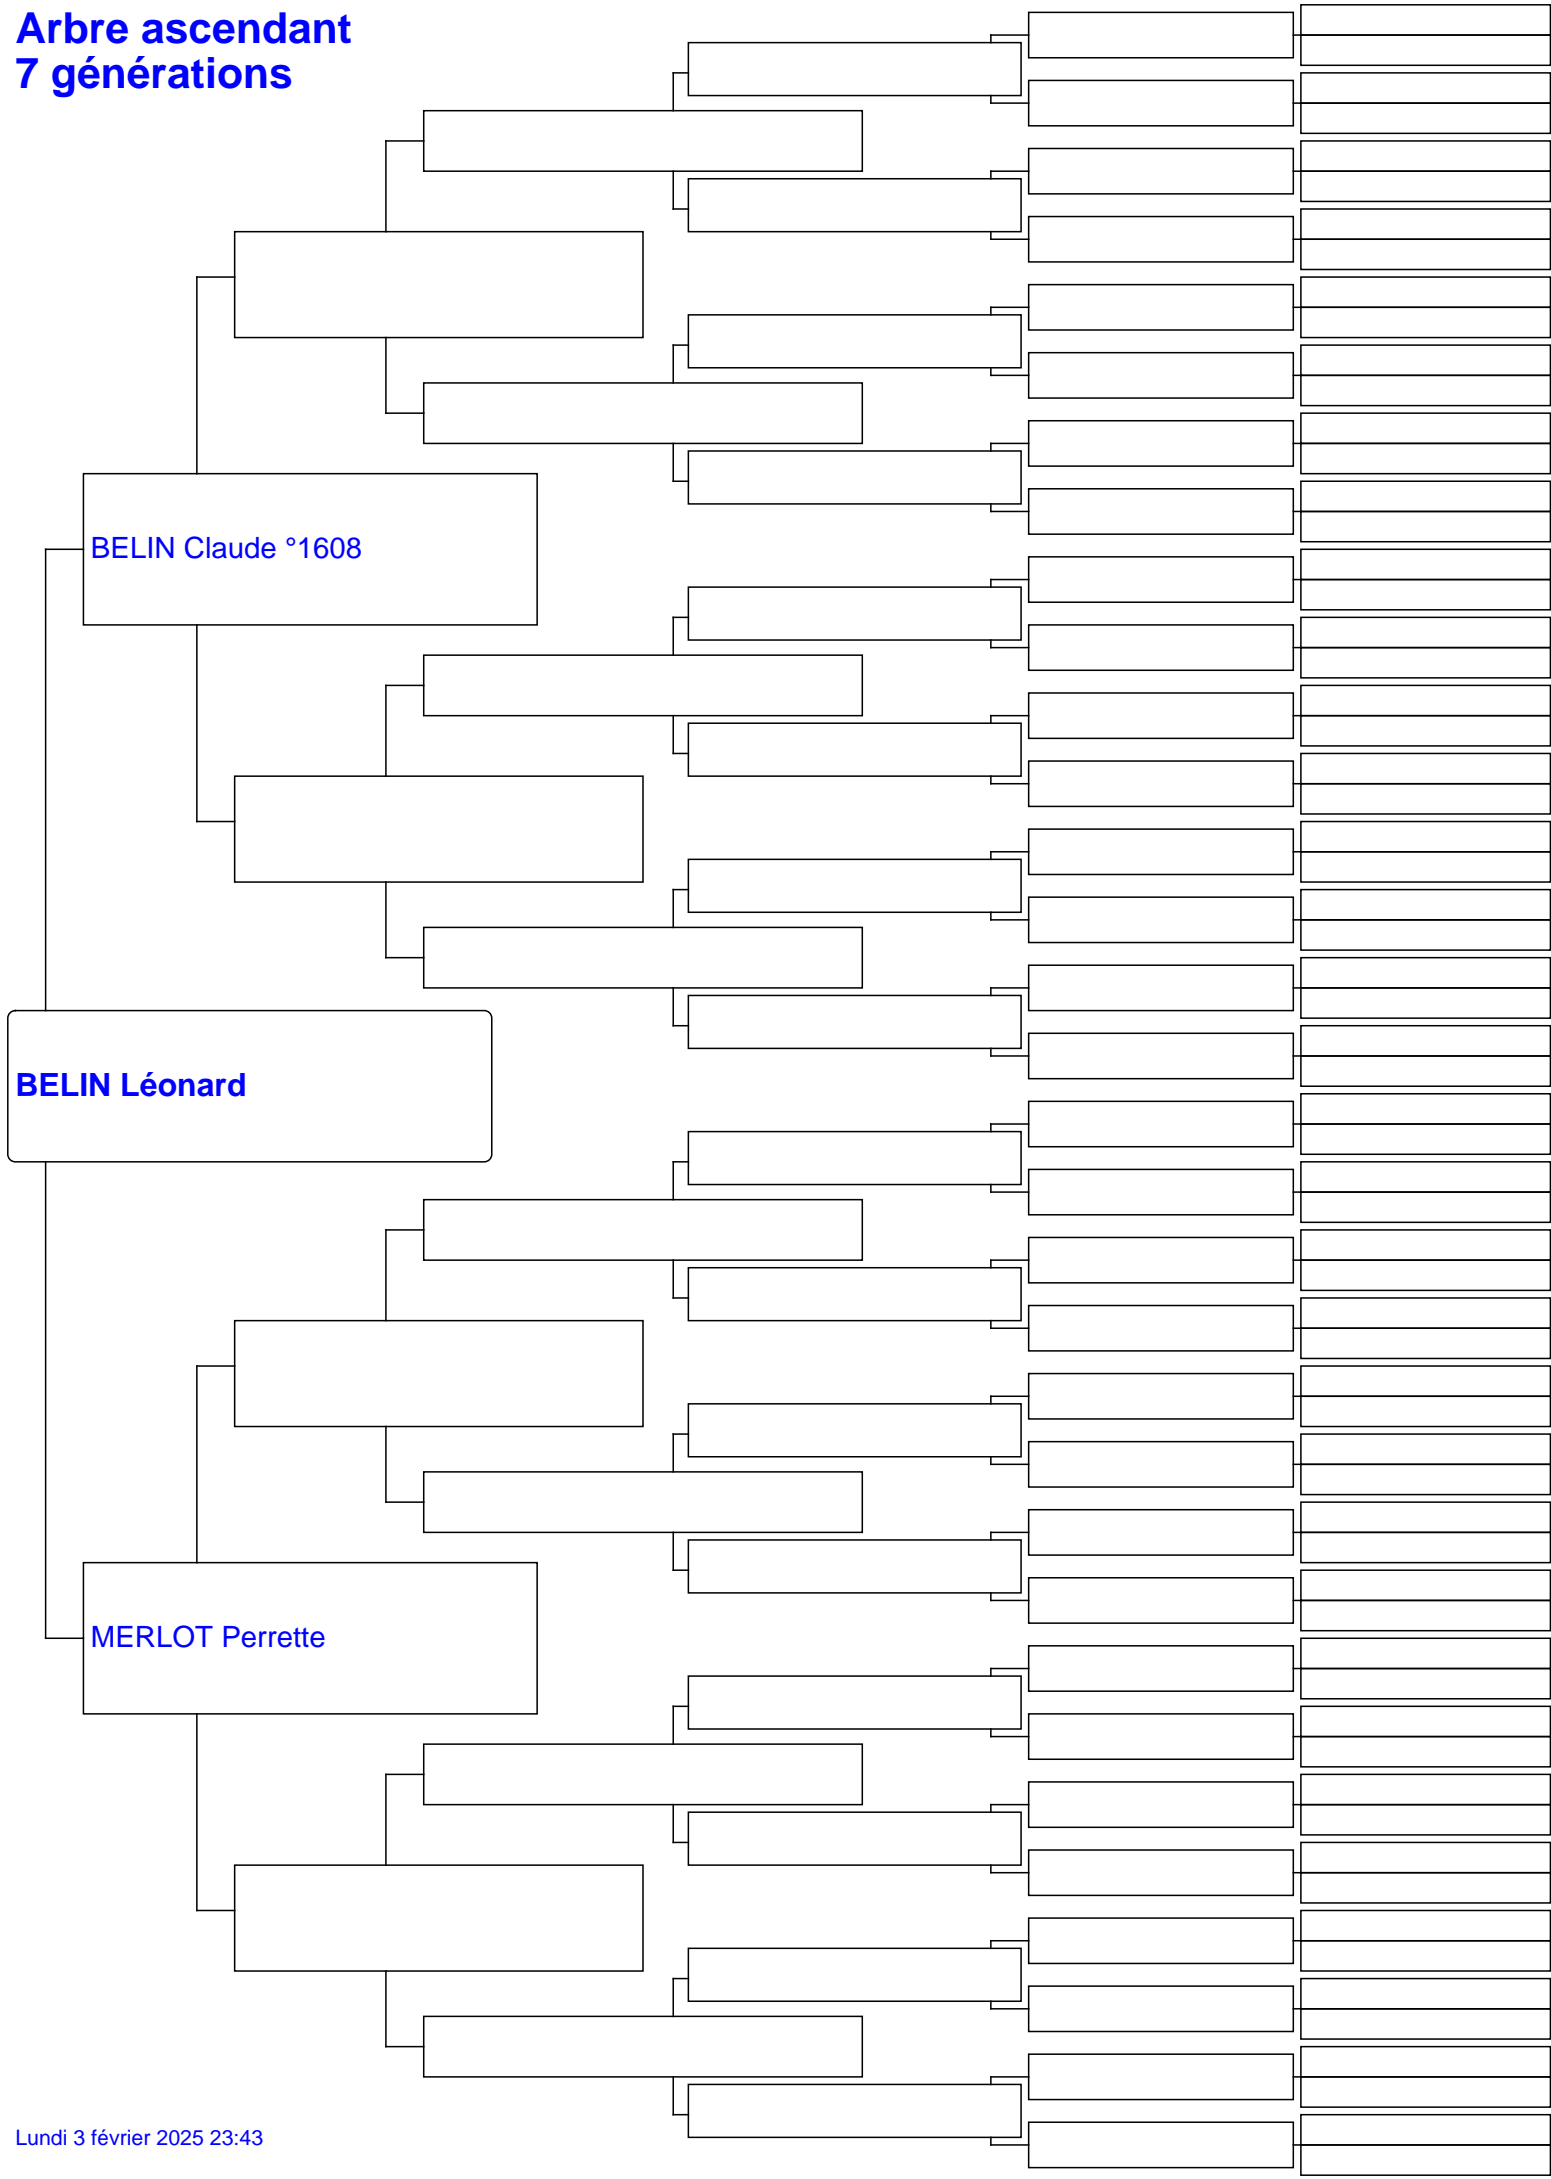 Arbre ascendant
7 générations
BELIN Claude °1608
BELIN Léonard
MERLOT Perrette
Lundi 3 février 2025 23:43